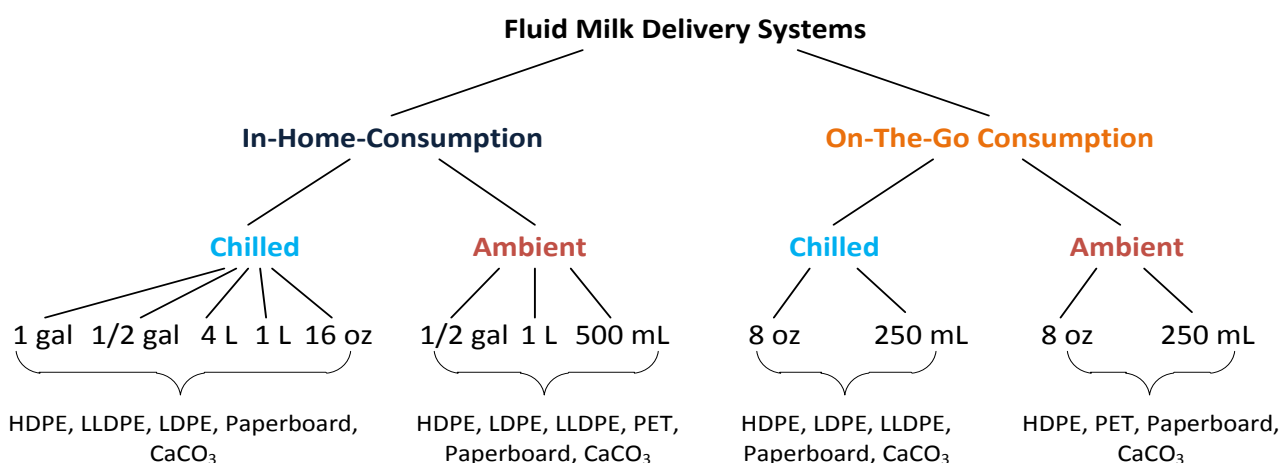 Fluid Milk Delivery Systems
In-Home-Consumption
On-The-Go Consumption
Chilled
Ambient
Chilled
Ambient
1 gal
1/2 gal
4 L
1 L
16 oz
1/2 gal
1 L
500 mL
8 oz
250 mL
8 oz
250 mL
HDPE, LLDPE, LDPE, Paperboard,
CaCO₃
HDPE, LDPE, LLDPE, PET,
Paperboard, CaCO₃
HDPE, LDPE, LLDPE,
Paperboard, CaCO₃
HDPE, PET, Paperboard,
CaCO₃